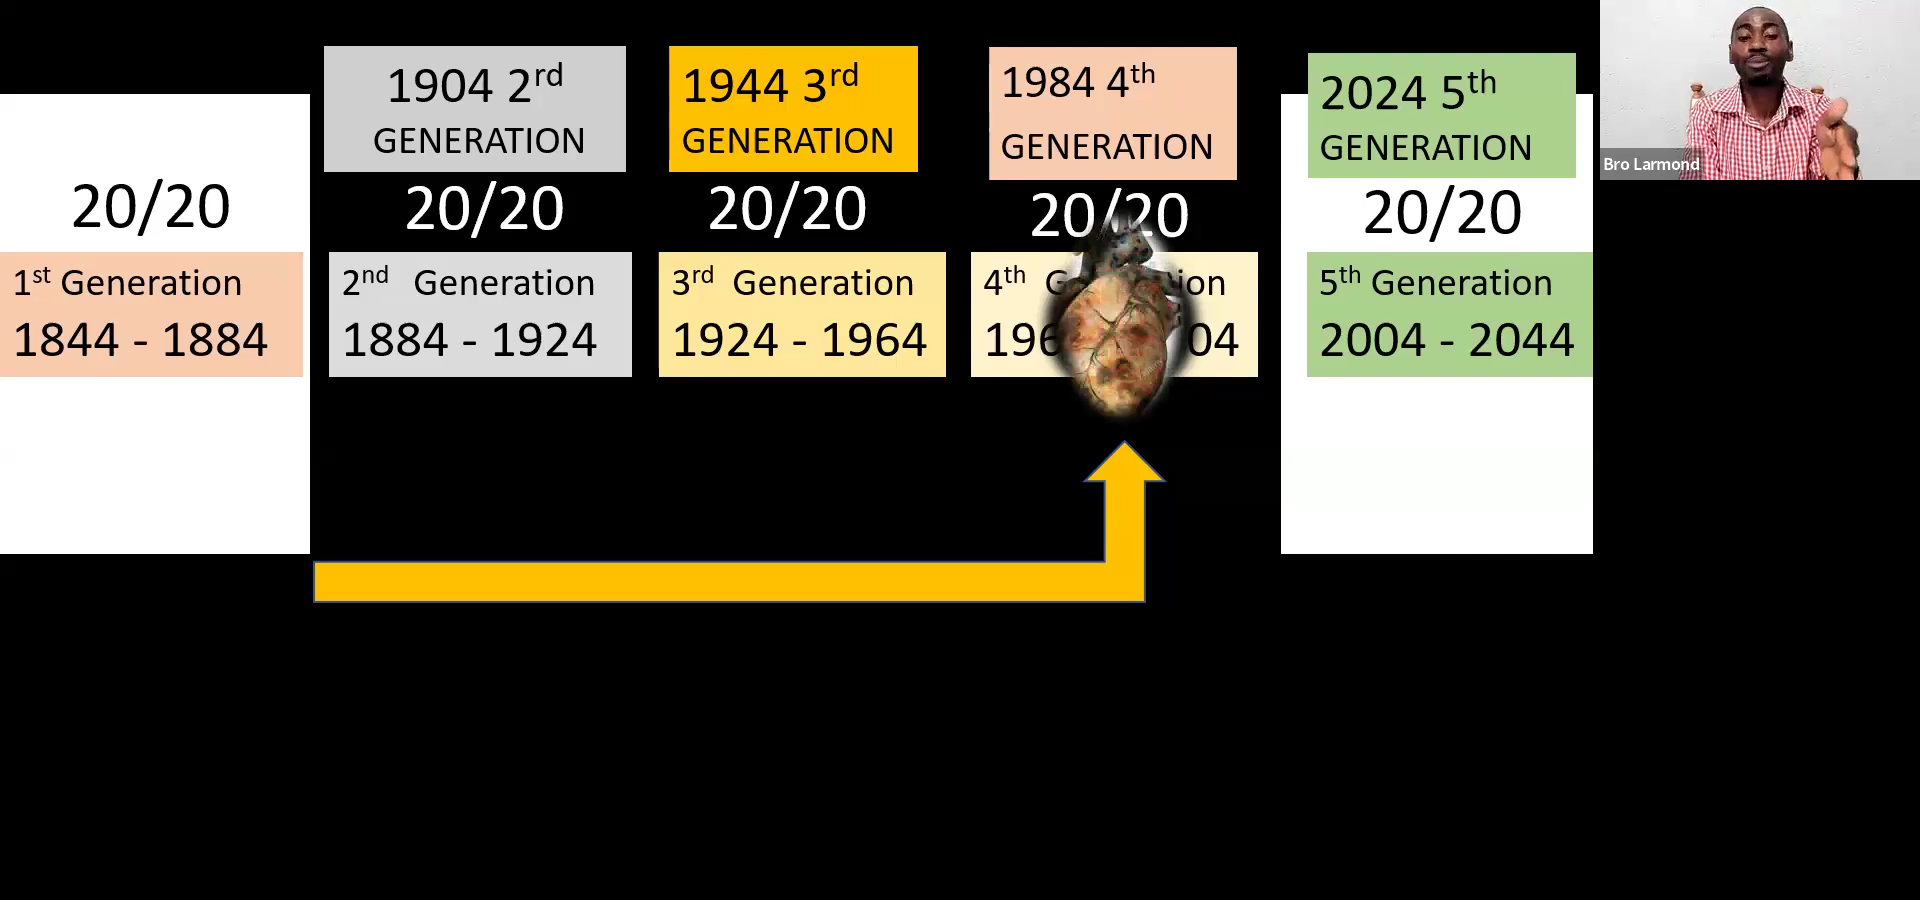 1904 2rd
GENERATION
1944 3rd
GENERATION
1984 4th
GENERATION
2024 5th
GENERATION
Bro Larmond
20/20
20/20
20/20
20/20
20/20
1st Generation
1844 - 1884
2nd Generation
1884 - 1924
3rd Generation
1924 - 1964
4th
5th Generation
2004 - 2044